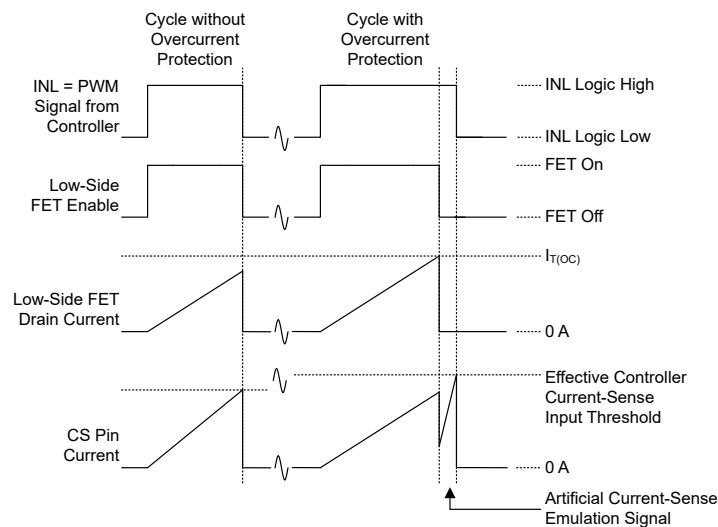 Cycle without
Overcurrent
Protection
Cycle with
Overcurrent
Protection
INL = PWM
Signal from
Controller
INL Logic High
INL Logic Low
Low-Side
FET Enable
FET On
FET Off
Low-Side FET
Drain Current
IT(OC)
0 A
CS Pin
Current
Effective Controller
Current-Sense
Input Threshold
0 A
Artificial Current-Sense
Emulation Signal